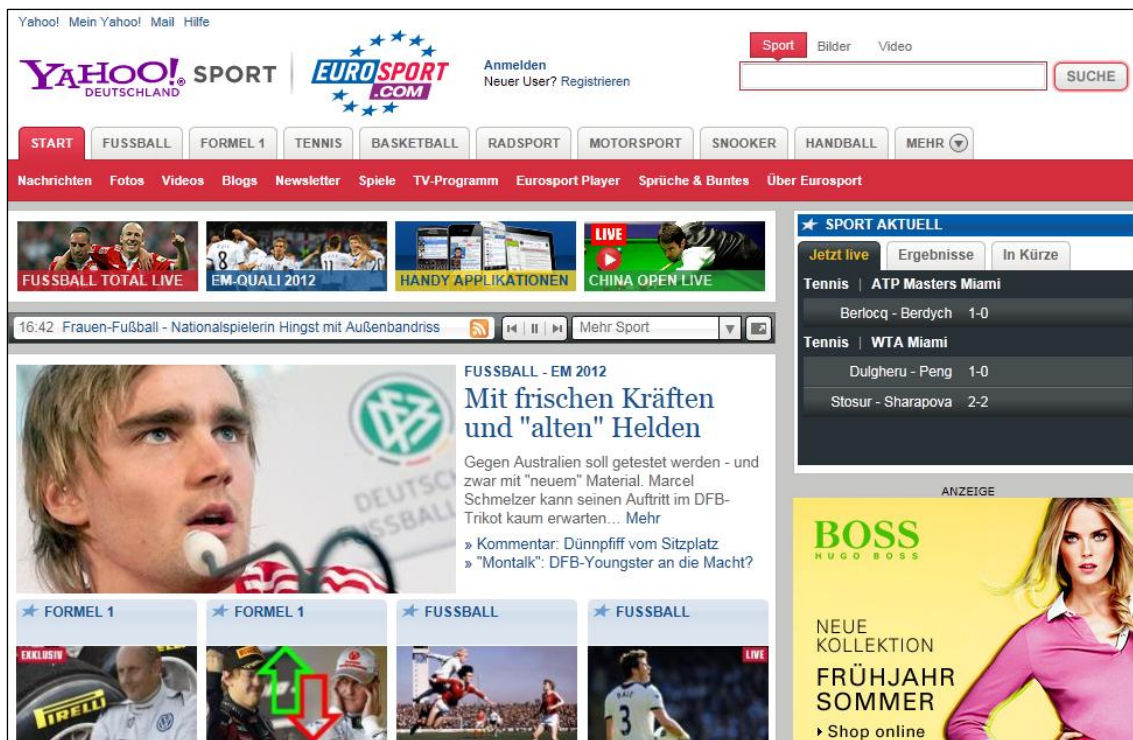 Yahoo! Mein Yahoo! Mail Hilfe
YAHOO! SPORT
DEUTSCHLAND
EUROSPORT
.COM
Anmelden
Neuer User? Registrieren
Sport Bilder Video
SUCHE
START FUSSBALL FORMEL 1 TENNIS BASKETBALL RADSPORT MOTORSPORT SNOOKER HANDBALL MEHR
Nachrichten Fotos Videos Blogs Newsletter Spiele TV-Programm Eurosport Player Sprüche & Buntes Über Eurosport
FUSSBALL TOTAL LIVE
EM-QUALI 2012
HANDY APPLIKATIONEN
LIVE
CHINA OPEN LIVE
16:42 Frauen-Fußball - Nationalspielerin Hingst mit Außenbandriss
Mehr Sport
FUSSBALL - EM 2012
Mit frischen Kräften
und "alten" Helden
Gegen Australien soll getestet werden - und
zwar mit "neuem" Material. Marcel
Schmelzer kann seinen Auftritt im DFB-
Trikot kaum erwarten... Mehr
» Kommentar: Dünnpfiff vom Sitzplatz
» "Montalk": DFB-Youngster an die Macht?
DEUTSC
FUSSBALL
FORMEL 1
EXKLUSIV
PIRELLI
FORMEL 1
FUSSBALL
FUSSBALL
LIVE
3
SPORT AKTUELL
Jetzt live Ergebnisse In Kürze
Tennis | ATP Masters Miami
Berlocq - Berdych 1-0
Tennis | WTA Miami
Dulgheru - Peng 1-0
Stosur - Sharapova 2-2
ANZEIGE
BOSS
HUGO BOSS
NEUE
KOLLEKTION
FRÜHJAHR
SOMMER
Shop online